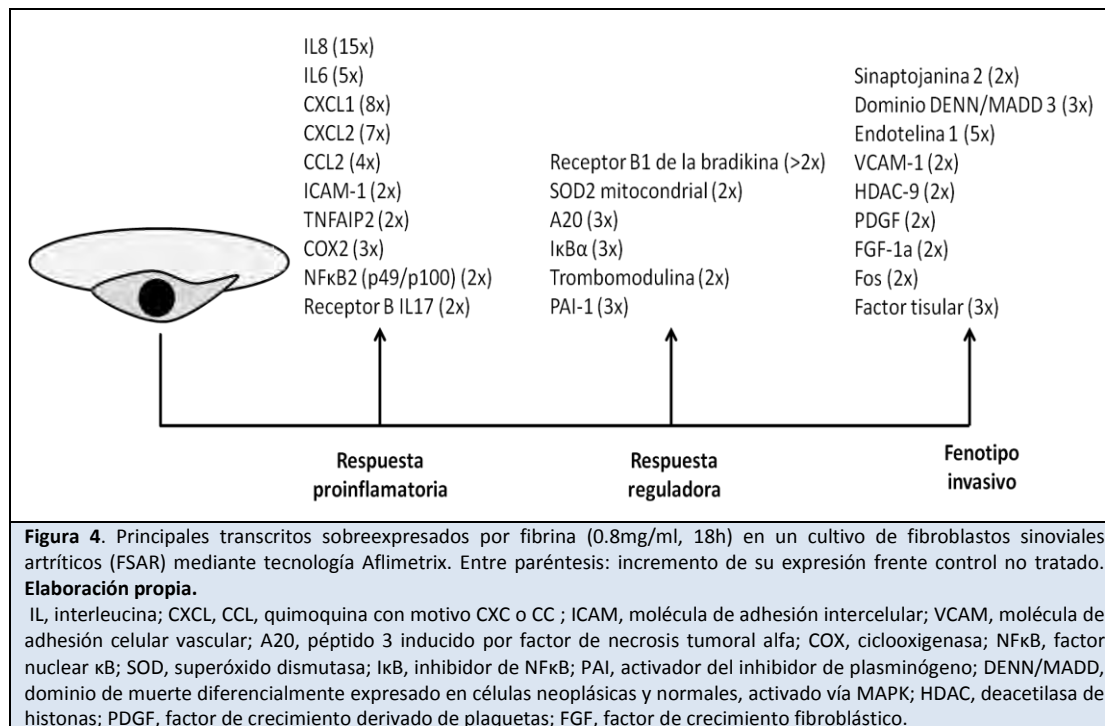 IL8 (15x)
IL6 (5x)
CXCL1 (8x)
CXCL2 (7x)
CCL2 (4x)
ICAM-1 (2x)
TNFAIP2 (2x)
COX2 (3x)
NFκB2 (p49/p100) (2x)
Receptor B IL17 (2x)
Receptor B1 de la bradikina (>2x)
SOD2 mitocondrial (2x)
A20 (3x)
IκBα (3x)
Trombomodulina (2x)
PAI-1 (3x)
Sinaptojanina 2 (2x)
Dominio DENN/MADD 3 (3x)
Endotelina 1 (5x)
VCAM-1 (2x)
HDAC-9 (2x)
PDGF (2x)
FGF-1a (2x)
Fos (2x)
Factor tisular (3x)
Respuesta
proinflamatoria
Respuesta
reguladora
Fenotipo
invasivo
Figura 4. Principales transcritos sobreexpresados por fibrina (0.8mg/ml, 18h) en un cultivo de fibroblastos sinoviales
artríticos (FSAR) mediante tecnología Aflimetrix. Entre paréntesis: incremento de su expresión frente control no tratado.
Elaboración propia.
IL, interleucina; CXCL, CCL, quimoquina con motivo CXC o CC ; ICAM, molécula de adhesión intercelular; VCAM, molécula de
adhesión celular vascular; A20, péptido 3 inducido por factor de necrosis tumoral alfa; COX, ciclooxigenasa; NFκB, factor
nuclear κB; SOD, superóxido dismutasa; IκB, inhibidor de NFκB; PAI, activador del inhibidor de plasminógeno; DENN/MADD,
dominio de muerte diferencialmente expresado en células neoplásicas y normales, activado vía MAPK; HDAC, deacetilasa de
histonas; PDGF, factor de crecimiento derivado de plaquetas; FGF, factor de crecimiento fibroblástico.